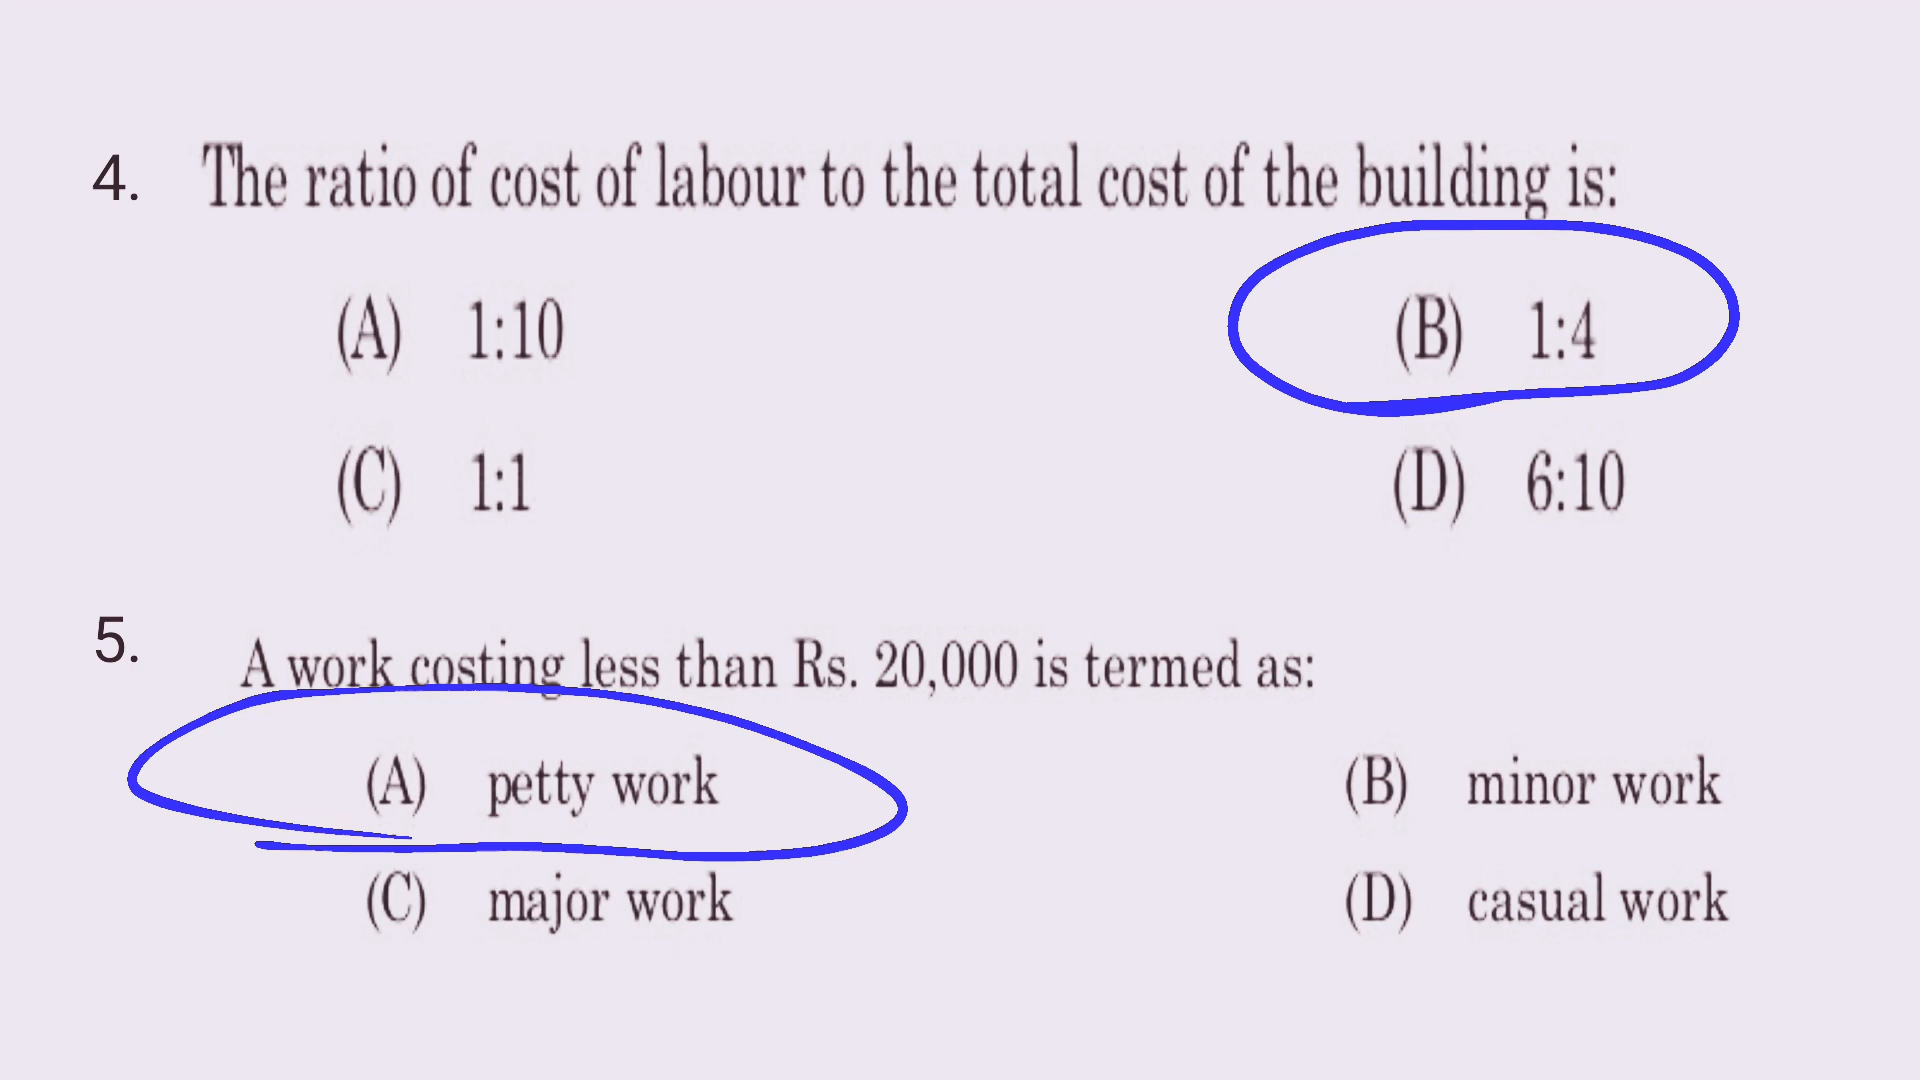 4. The ratio of cost of labour to the total cost of the building is:
(A) 1:10 (B) 1:4
(C) 1:1 (D) 6:10
5. A work costing less than Rs. 20,000 is termed as:
(A) petty work (B) minor work
(C) major work (D) casual work